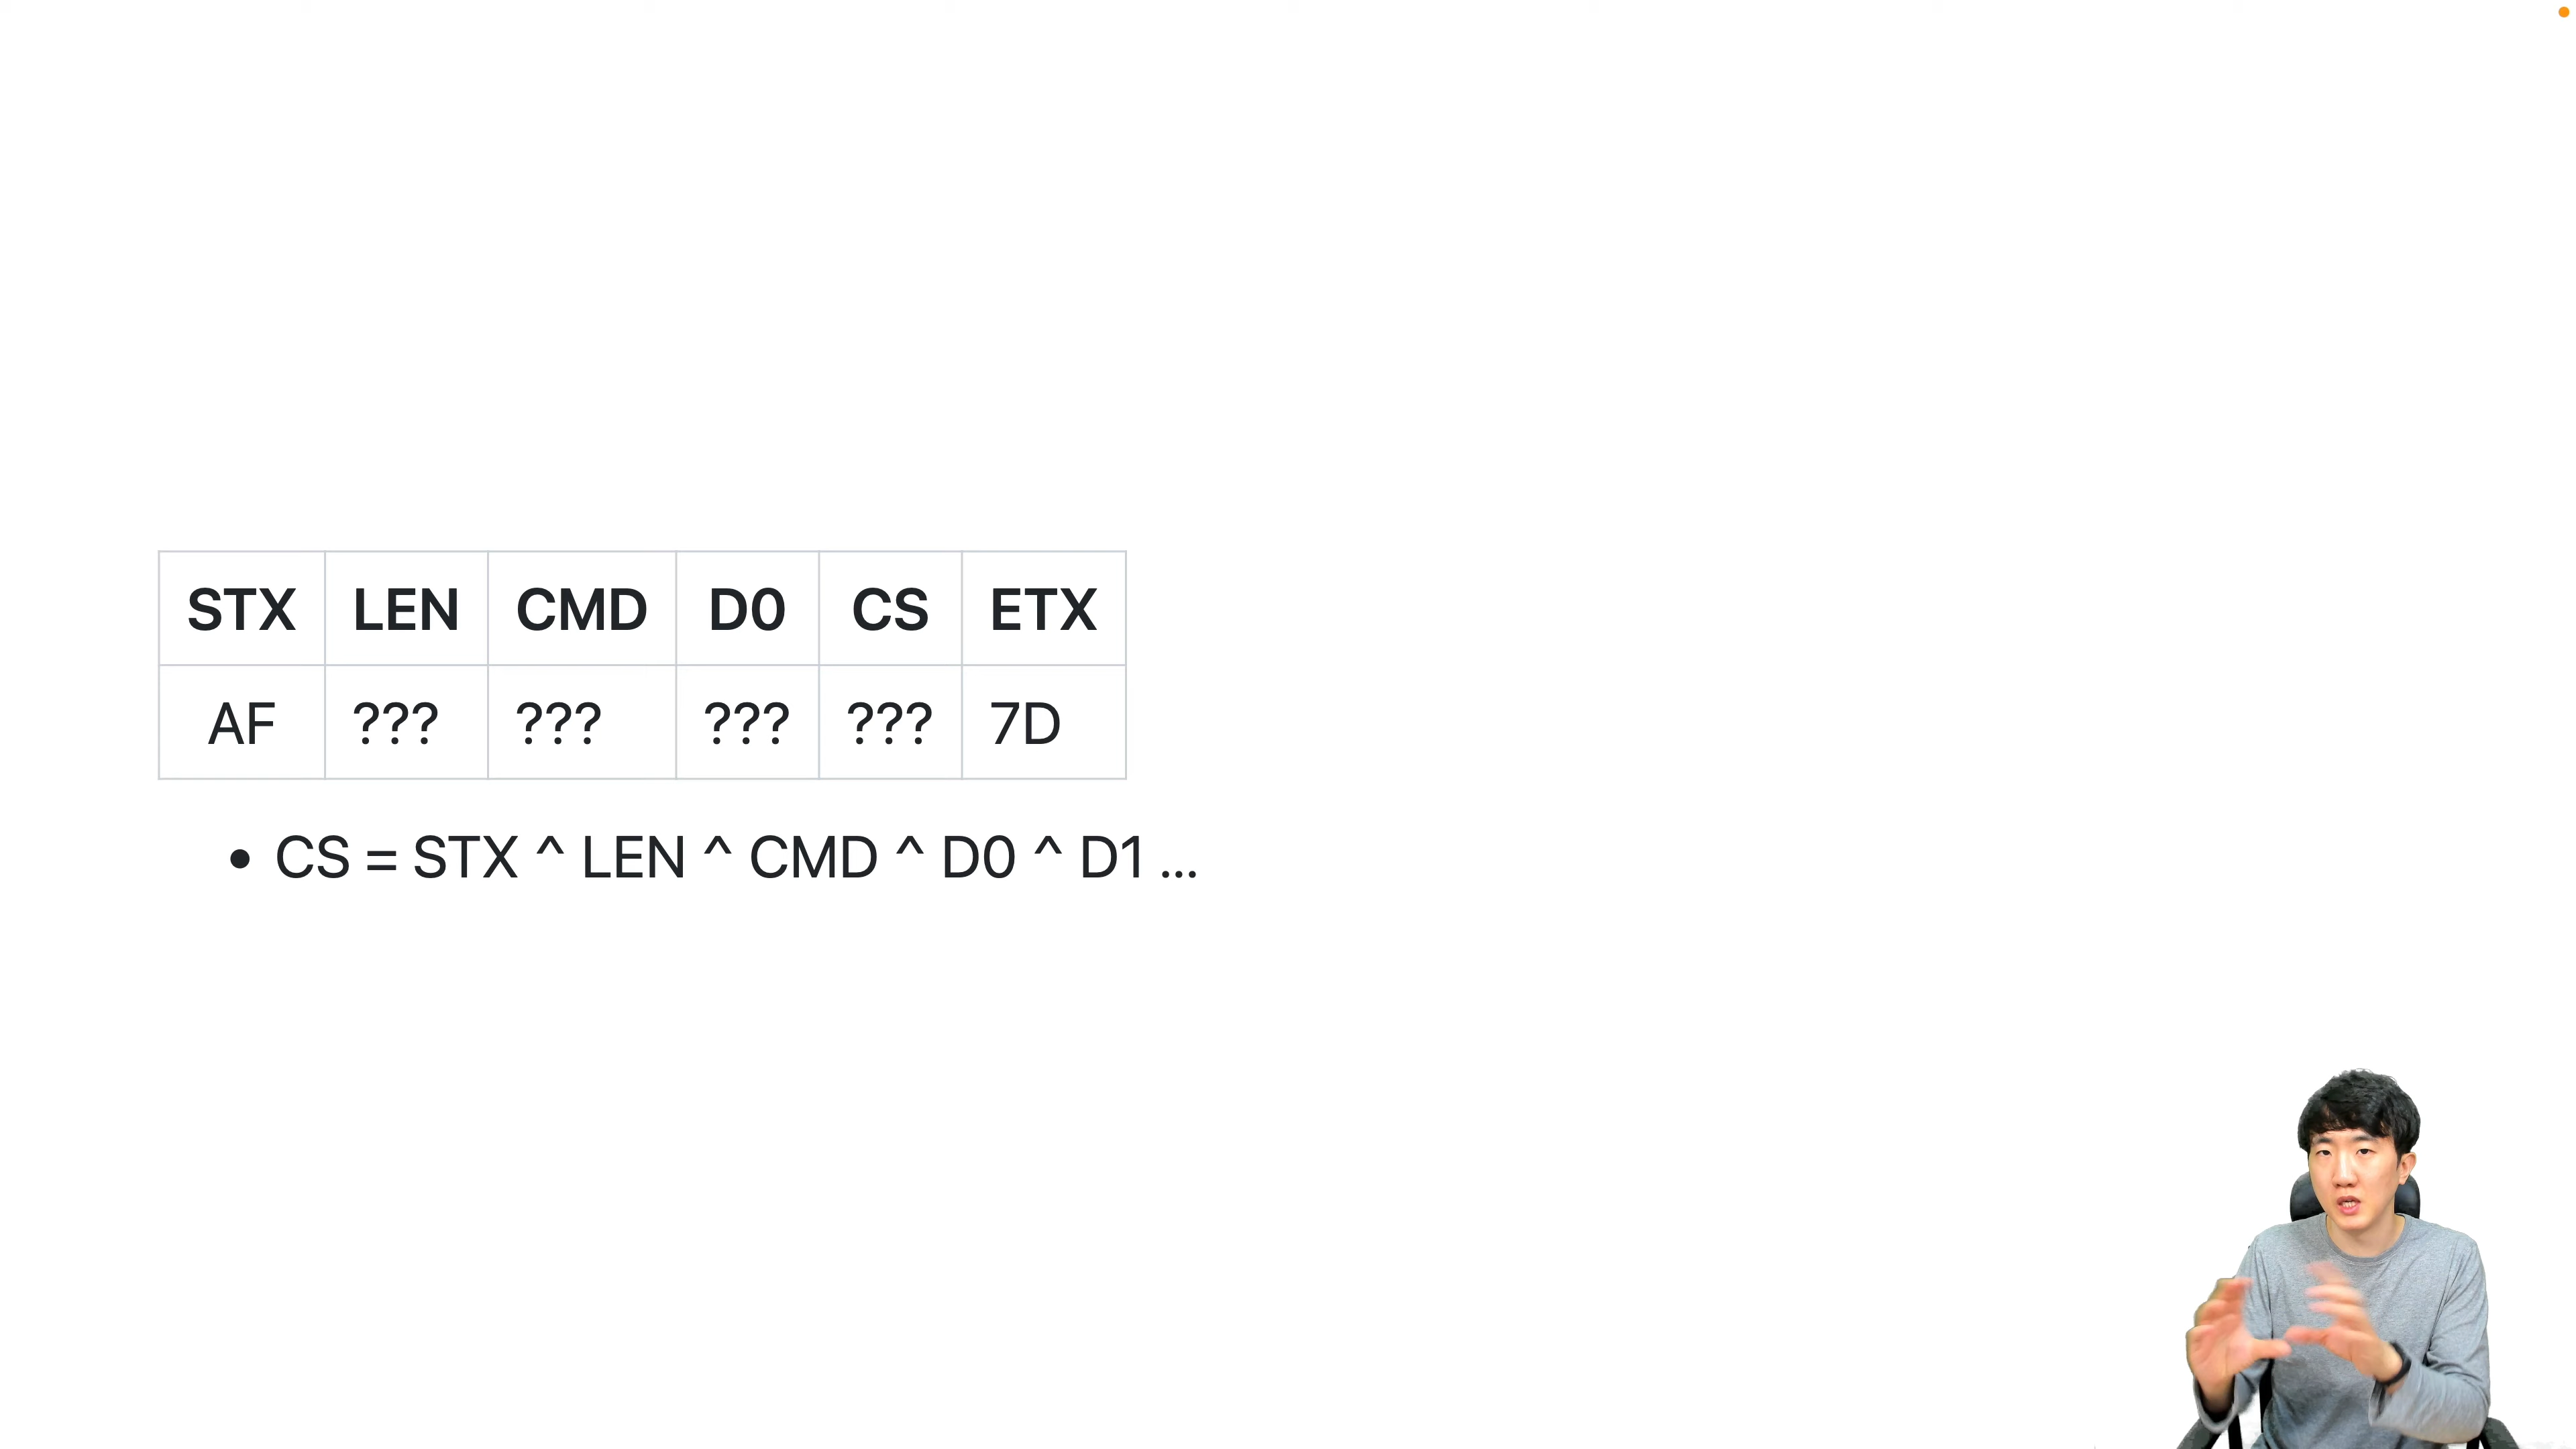 STX LEN CMD D0 CS ETX
AF ??? ??? ??? ??? 7D
• CS = STX ^ LEN ^ CMD ^ D0 ^ D1 ...